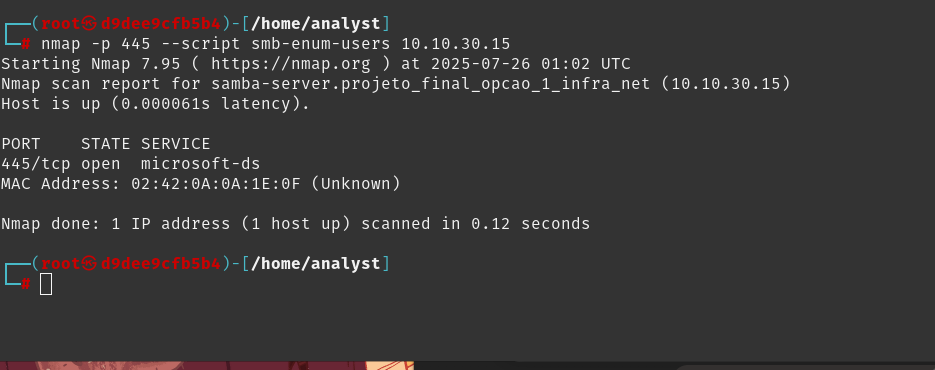 ┌──(root㉿d9dee9cfb5b4)-[/home/analyst]
└─# nmap -p 445 --script smb-enum-users 10.10.30.15
Starting Nmap 7.95 ( https://nmap.org ) at 2025-07-26 01:02 UTC
Nmap scan report for samba-server.projeto_final_opcao_1_infra_net (10.10.30.15)
Host is up (0.000061s latency).
PORT    STATE SERVICE
445/tcp open  microsoft-ds
MAC Address: 02:42:0A:0A:1E:0F (Unknown)
Nmap done: 1 IP address (1 host up) scanned in 0.12 seconds
┌──(root㉿d9dee9cfb5b4)-[/home/analyst]
└─#